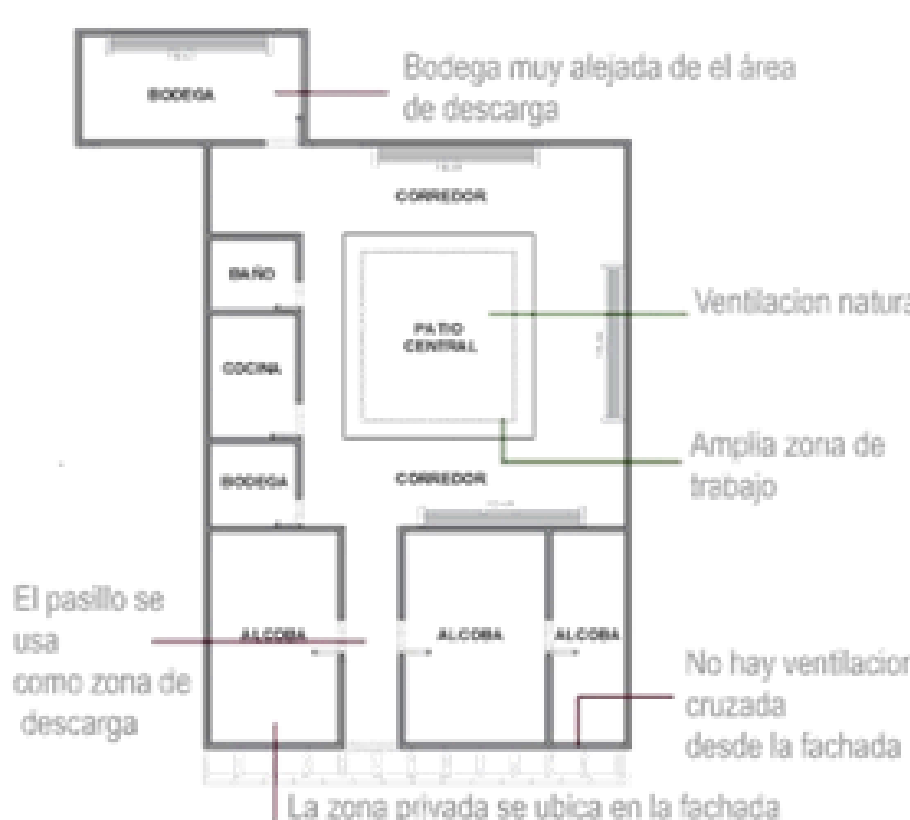 Bodega muy alejada de el área
de descarga
BODEGA
CORREDOR
BAÑO
Ventilacion natura
PATIO
CENTRAL
COCINA
Amplia zona de
trabajo
BODEGA
CORREDOR
El pasillo se
usa
como zona de
descarga
ALCOBA
ALCOBA
ALCOBA
No hay ventilacion
cruzada
desde la fachada
La zona privada se ubica en la fachada